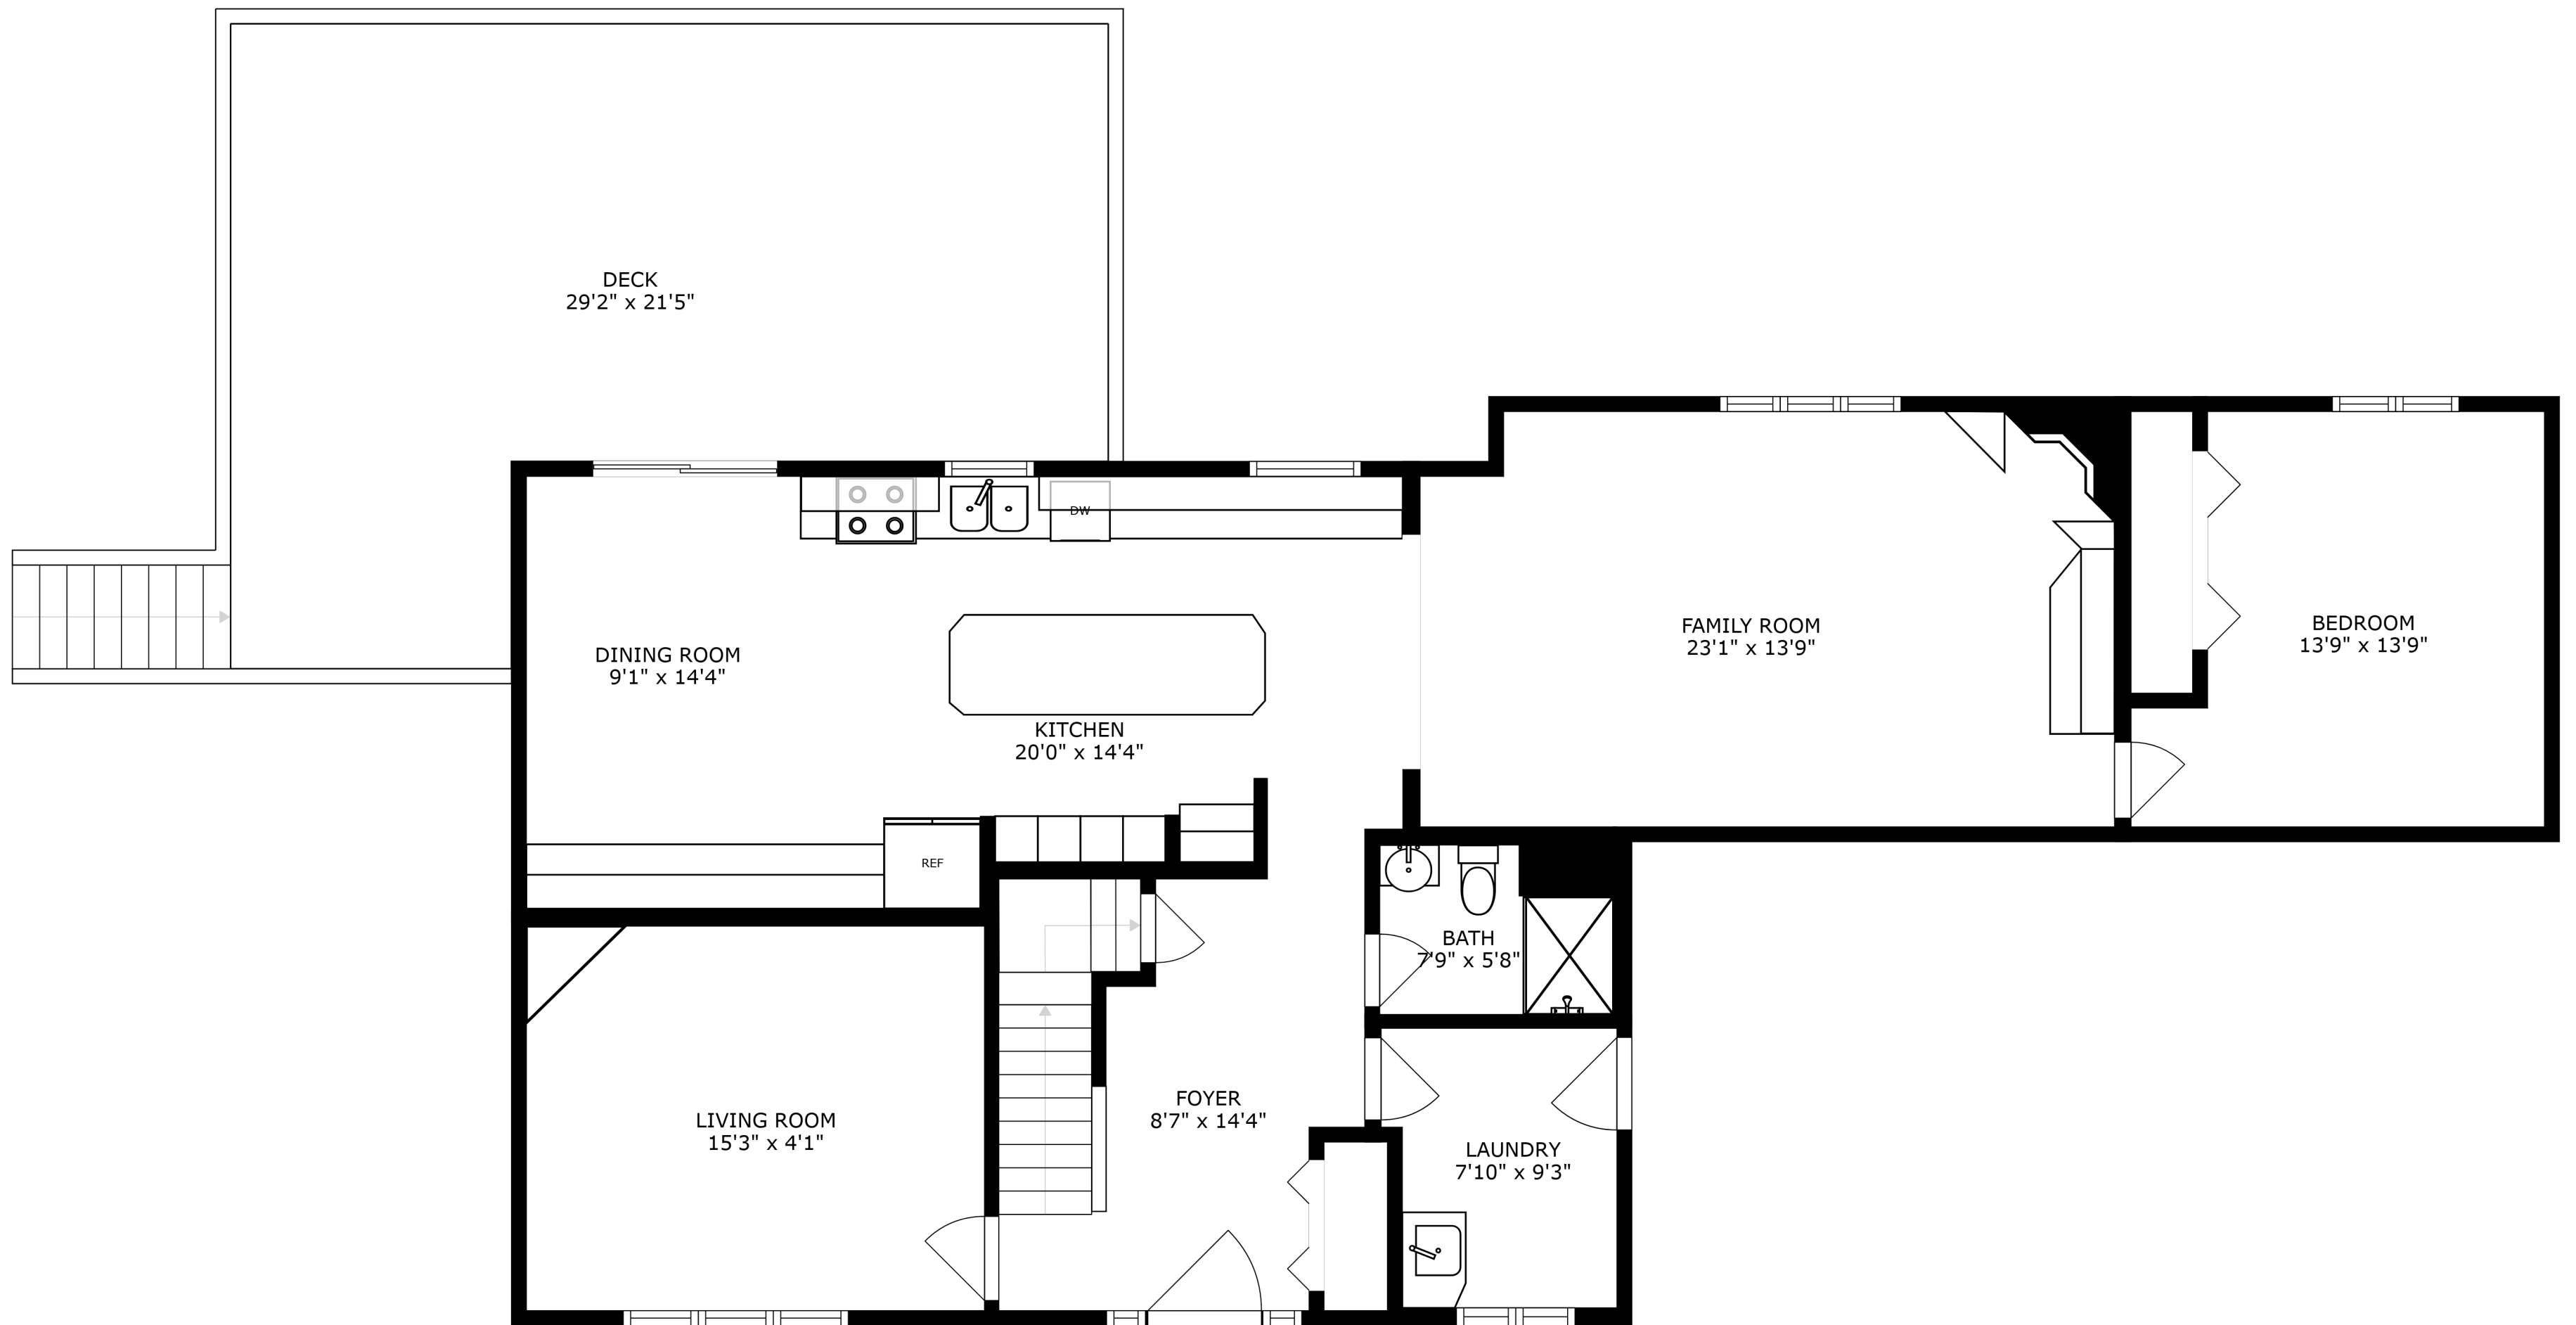 DECK
29'2" x 21'5"
DW
FAMILY ROOM
23'1" x 13'9"
BEDROOM
13'9" x 13'9"
DINING ROOM
9'1" x 14'4"
KITCHEN
20'0" x 14'4"
REF
BATH
7'9" x 5'8"
FOYER
8'7" x 14'4"
LIVING ROOM
15'3" x 4'1"
LAUNDRY
7'10" x 9'3"